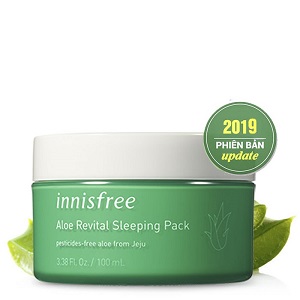 2019
PHIÊN BẢN
update
innisfree
Aloe Revital Sleeping Pack
pesticides-free aloe from Jeju
3.38 Fl. Oz. / 100 mL